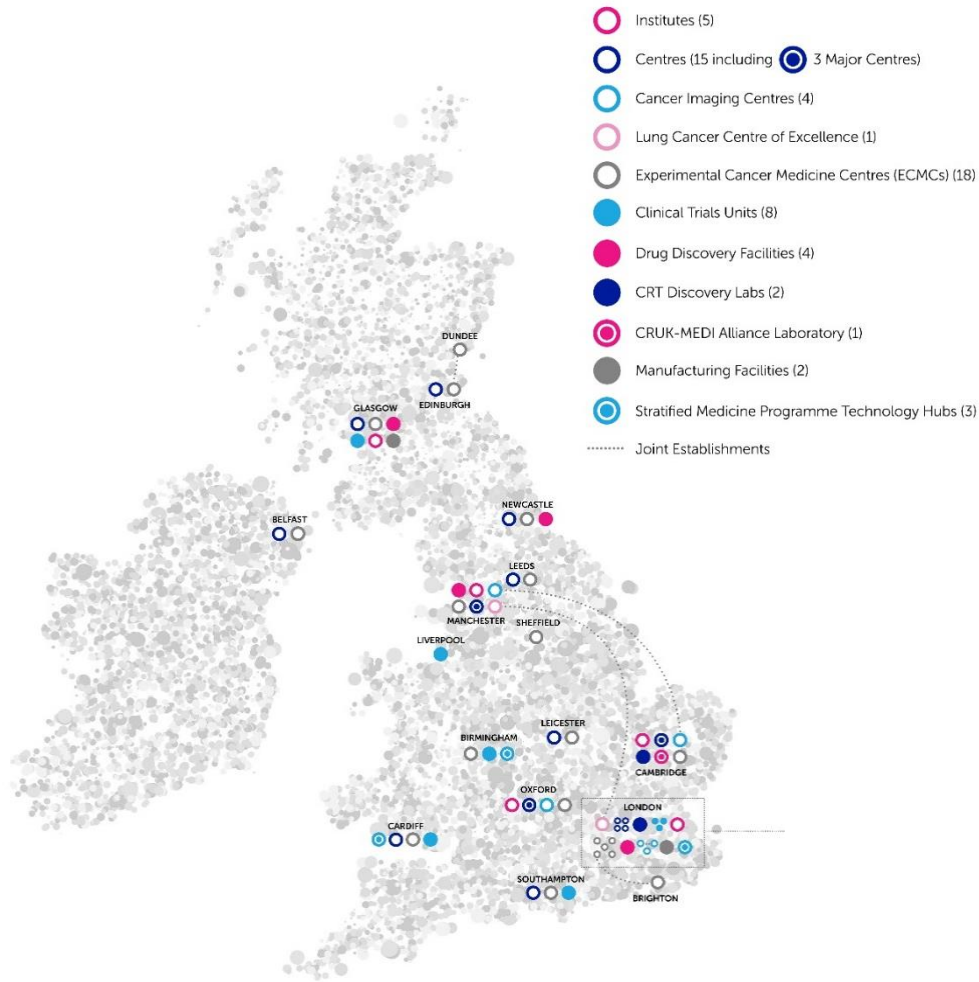 Institutes (5)
Centres (15 including 3 Major Centres)
Cancer Imaging Centres (4)
Lung Cancer Centre of Excellence (1)
Experimental Cancer Medicine Centres (ECMCs) (18)
Clinical Trials Units (8)
Drug Discovery Facilities (4)
CRT Discovery Labs (2)
CRUK-MEDI Alliance Laboratory (1)
Manufacturing Facilities (2)
Stratified Medicine Programme Technology Hubs (3)
Joint Establishments
DUNDEE
EDINBURGH
GLASGOW
NEWCASTLE
BELFAST
LEEDS
MANCHESTER
SHEFFIELD
LIVERPOOL
LEICESTER
BIRMINGHAM
CAMBRIDGE
OXFORD
LONDON
CARDIFF
SOUTHAMPTON
BRIGHTON